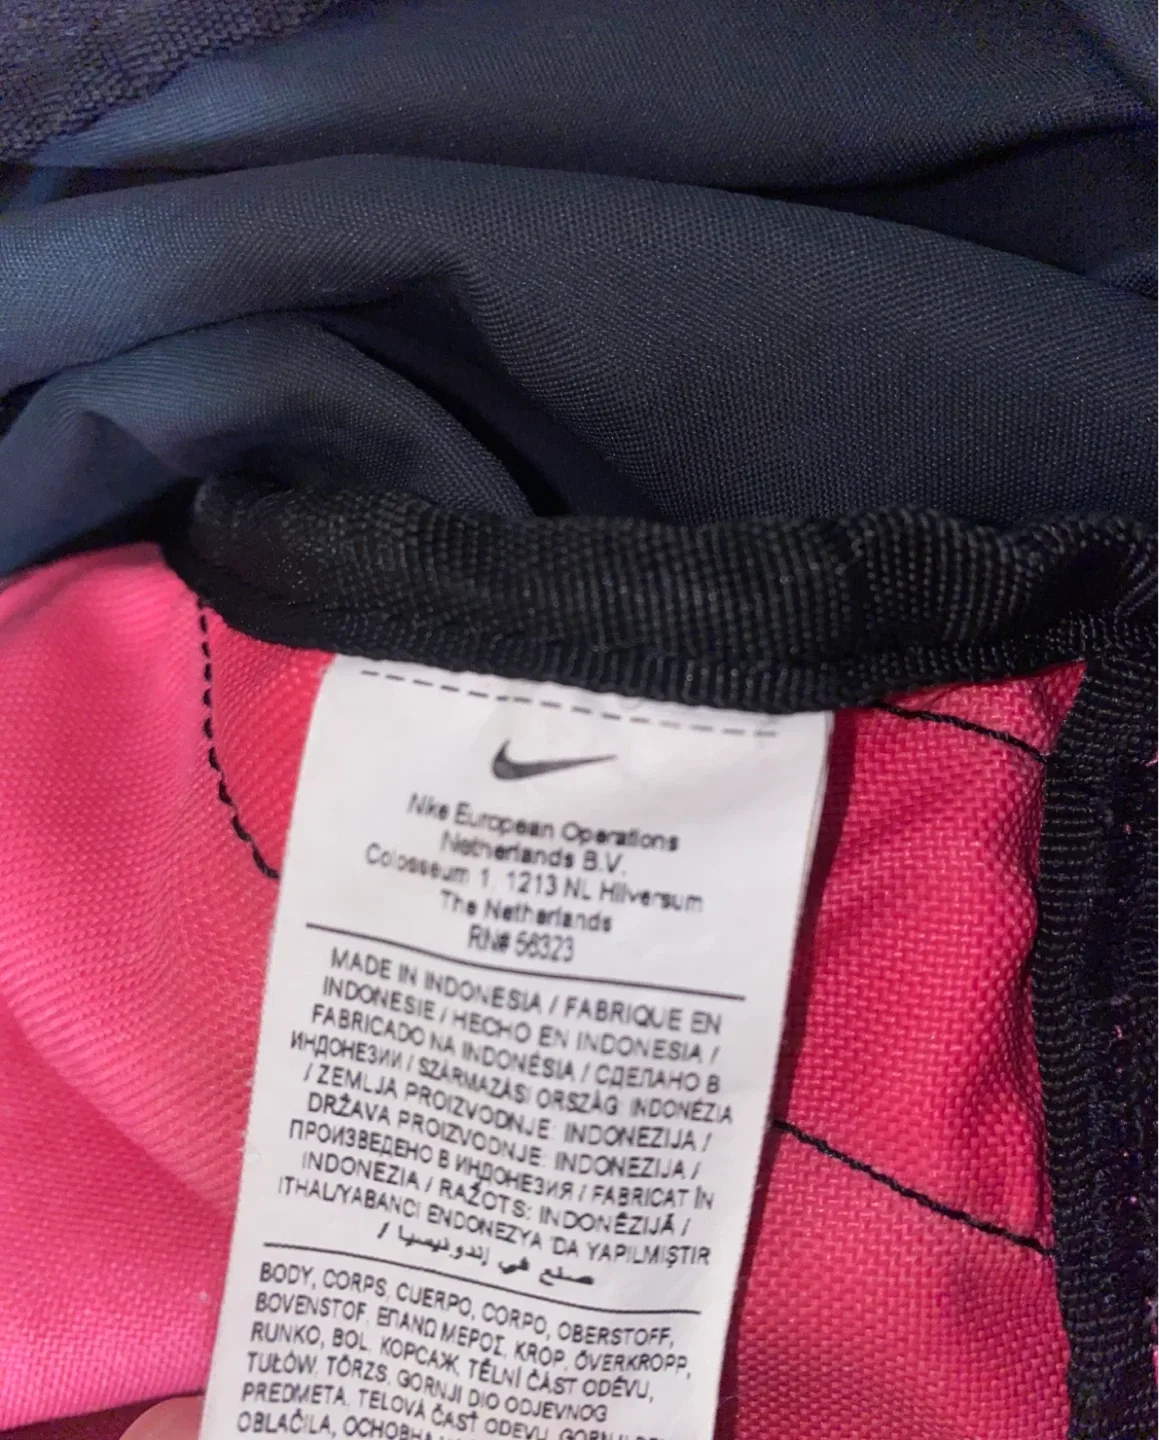 Nike European Operations
Netherlands B.V.
Colosseum 1, 1213 NL Hilversum
The Netherlands
RN# 56323
MADE IN INDONESIA / FABRIQUE EN
INDONESIE / HECHO EN INDONESIA /
FABRICADO NA INDONÉSIA / СДЕЛАНО В
ИНДОНЕЗИИ / SZÁRMAZÁSI ORSZÁG: INDONÉZIA
/ ZEMLJA PROIZVODNJE: INDONEZIJA /
DRŽAVA PROIZVODNJE: INDONEZIJA /
ПРОИЗВЕДЕНО В ИНДОНЕЗИЯ / FABRICAT ÎN
INDONEZIA / RAŽOTS: INDONĒZIJĀ /
ITHAL/YABANCI ENDONEZYA 'DA YAPILMIŞTIR
/ صنع في إندونيسيا
BODY, CORPS, CUERPO, CORPO, OBERSTOFF,
BOVENSTOF, ΕΠΑΝΩ ΜΕΡΟΣ, KROP, ÖVERKROPP,
RUNKO, BOL, КОРСАЖ, TĚLNÍ ČÁST ODĚVU,
TUŁÓW, TÖRZS, GORNJI DIO ODJEVNOG
PREDMETA, TELOVÁ ČASŤ ODEVU, GORNJI
OBLAČILA, ОСНОВНА